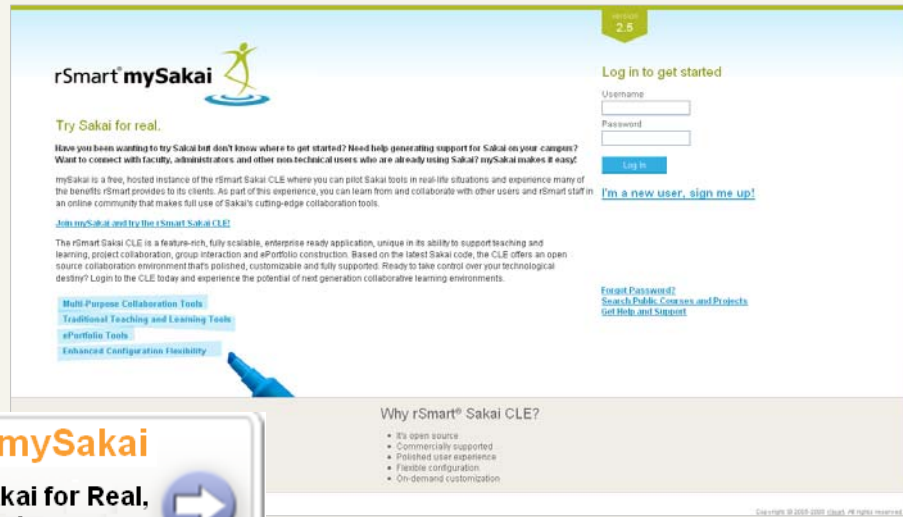 version
2.5
rSmart mySakai
Try Sakai for real.
Have you been wanting to try Sakai but don't know where to get started? Need help generating support for Sakai on your campus?
Want to connect with faculty, administrators and other non-technical users who are already using Sakai? mySakai makes it easy!
mySakai is a free, hosted instance of the rSmart Sakai CLE where you can pilot Sakai tools in real-life situations and experience many of
the benefits rSmart provides to its clients. As part of this experience, you can learn from and collaborate with other users and rSmart staff in
an online community that makes full use of Sakai's cutting-edge collaboration tools.
Join mySakai and try the rSmart Sakai CLE!
The rSmart Sakai CLE is a feature-rich, fully scalable, enterprise ready application, unique in its ability to support teaching and
learning, project collaboration, group interaction and ePortfolio construction. Based on the latest Sakai code, the CLE offers an open
source collaboration environment that's polished, customizable and fully supported. Ready to take control over your technological
destiny? Login to the CLE today and experience the potential of next generation collaborative learning environments.
Multi-Purpose Collaboration Tools
Traditional Teaching and Learning Tools
ePortfolio Tools
Enhanced Configuration Flexibility
Log in to get started
Username
Password
Log In
I'm a new user, sign me up!
Forgot Password?
Search Public Courses and Projects
Get Help and Support
Why rSmart® Sakai CLE?
• It's open source
• Commercially supported
• Polished user experience
• Flexible configuration
• On-demand customization
mySakai
kai for Real,
Copyright © 2005-2008 rSmart. All rights reserved.